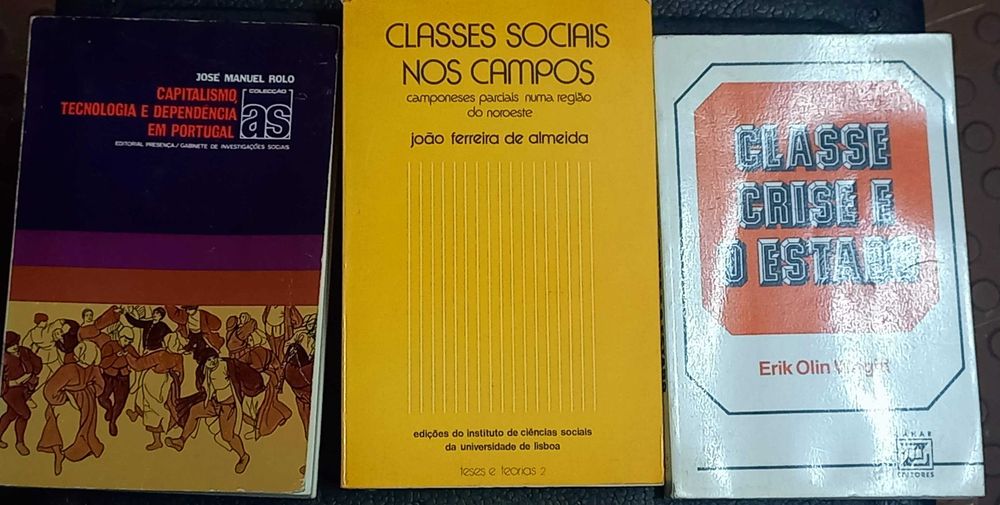 JOSÉ MANUEL ROLO
CAPITALISMO,
TECNOLOGIA E DEPENDÊNCIA
EM PORTUGAL
COLECÇÃO
as
EDITORIAL PRESENÇA / GABINETE DE INVESTIGAÇÕES SOCIAIS
CLASSES SOCIAIS
NOS CAMPOS
camponeses parciais numa região
do noroeste
joão ferreira de almeida
edições do instituto de ciências sociais
da universidade de lisboa
teses e teorias 2
CLASSE
CRISE E
O ESTADO
Erik Olin Wright
ZAHAR
EDITORES